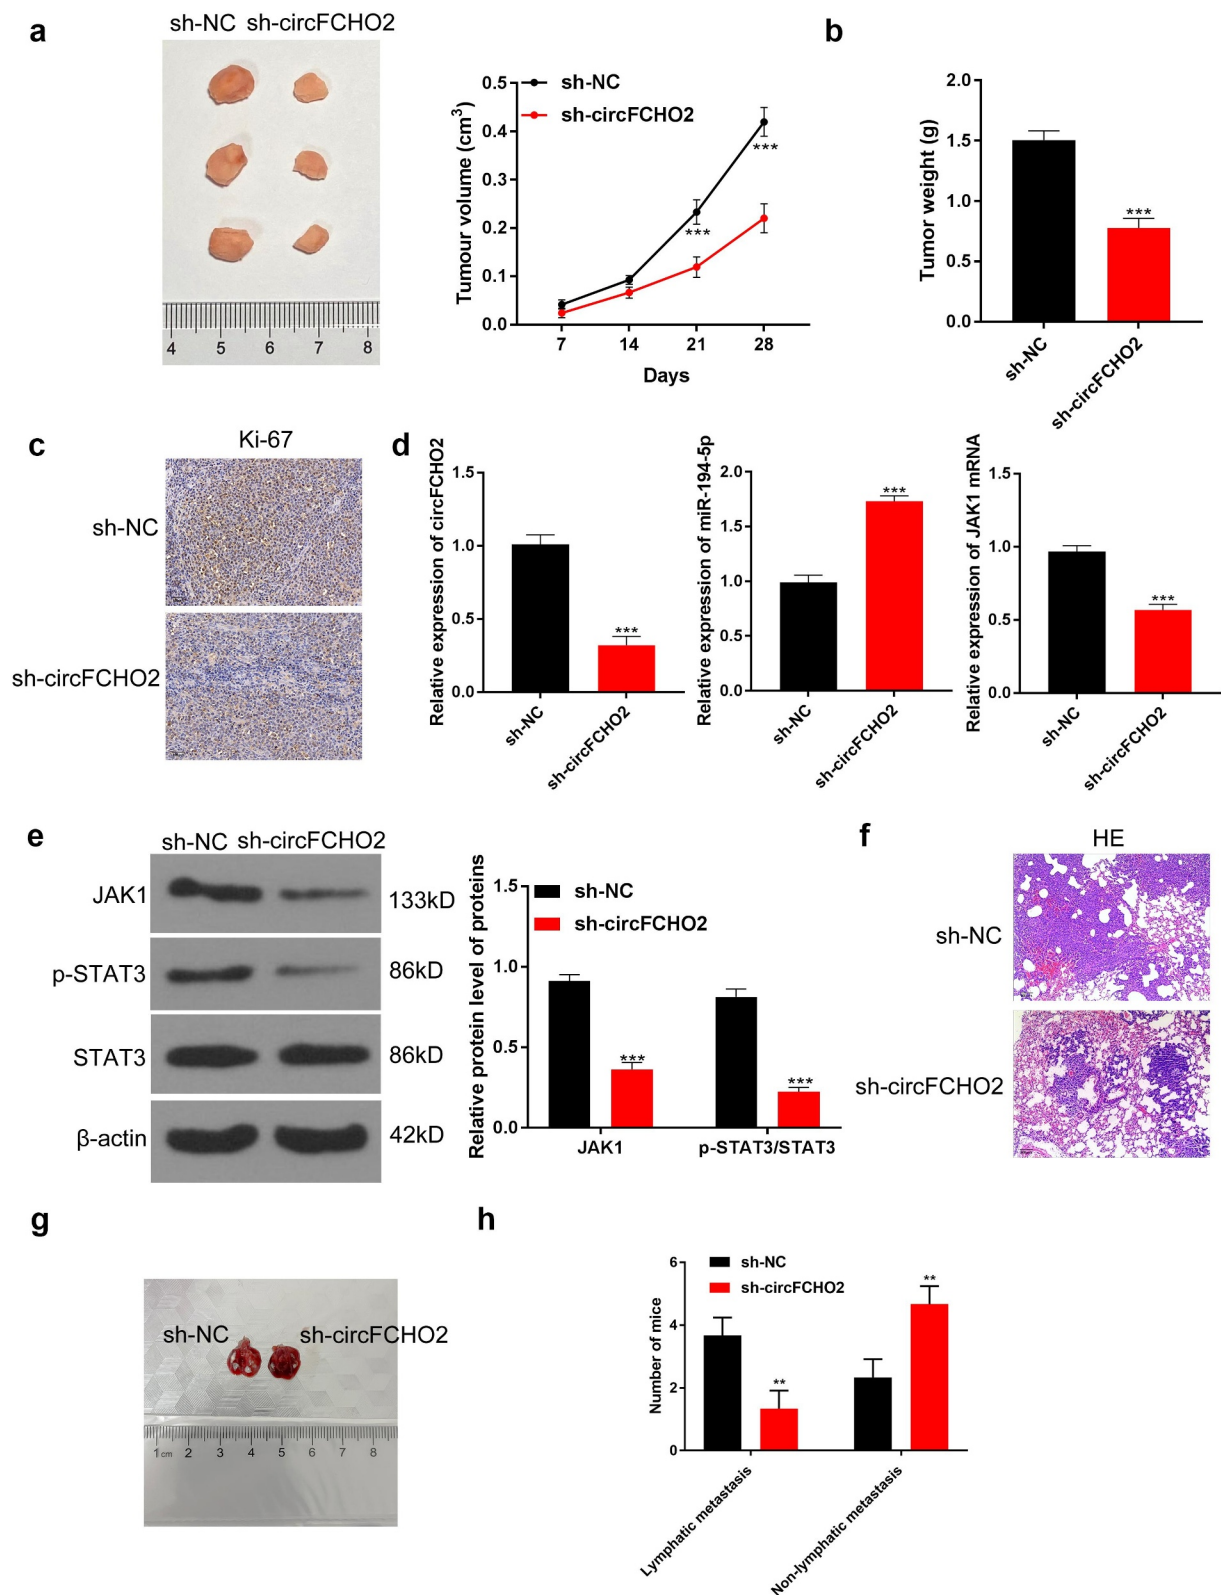 a
sh-NC sh-circFCHO2
4 5 6 7 8
Tumour volume (cm³)
0.5
0.4
0.3
0.2
0.1
0.0
sh-NC
sh-circFCHO2
***
***
7 14 21 28
Days
b
Tumor weight (g)
2.0
1.5
1.0
0.5
0.0
***
sh-NC
sh-circFCHO2
c
Ki-67
sh-NC
sh-circFCHO2
d
Relative expression of circFCHO2
1.5
1.0
0.5
0.0
***
sh-NC
sh-circFCHO2
Relative expression of miR-194-5p
2.0
1.5
1.0
0.5
0.0
***
sh-NC
sh-circFCHO2
Relative expression of JAK1 mRNA
1.5
1.0
0.5
0.0
***
sh-NC
sh-circFCHO2
e
sh-NC sh-circFCHO2
JAK1 133kD
p-STAT3 86kD
STAT3 86kD
β-actin 42kD
Relative protein level of proteins
1.5
1.0
0.5
0.0
sh-NC
sh-circFCHO2
***
***
JAK1 p-STAT3/STAT3
f
HE
sh-NC
sh-circFCHO2
g
sh-NC sh-circFCHO2
1cm 2 3 4 5 6 7 8
h
Number of mice
6
4
2
0
sh-NC
sh-circFCHO2
**
**
Lymphatic metastasis
Non-lymphatic metastasis